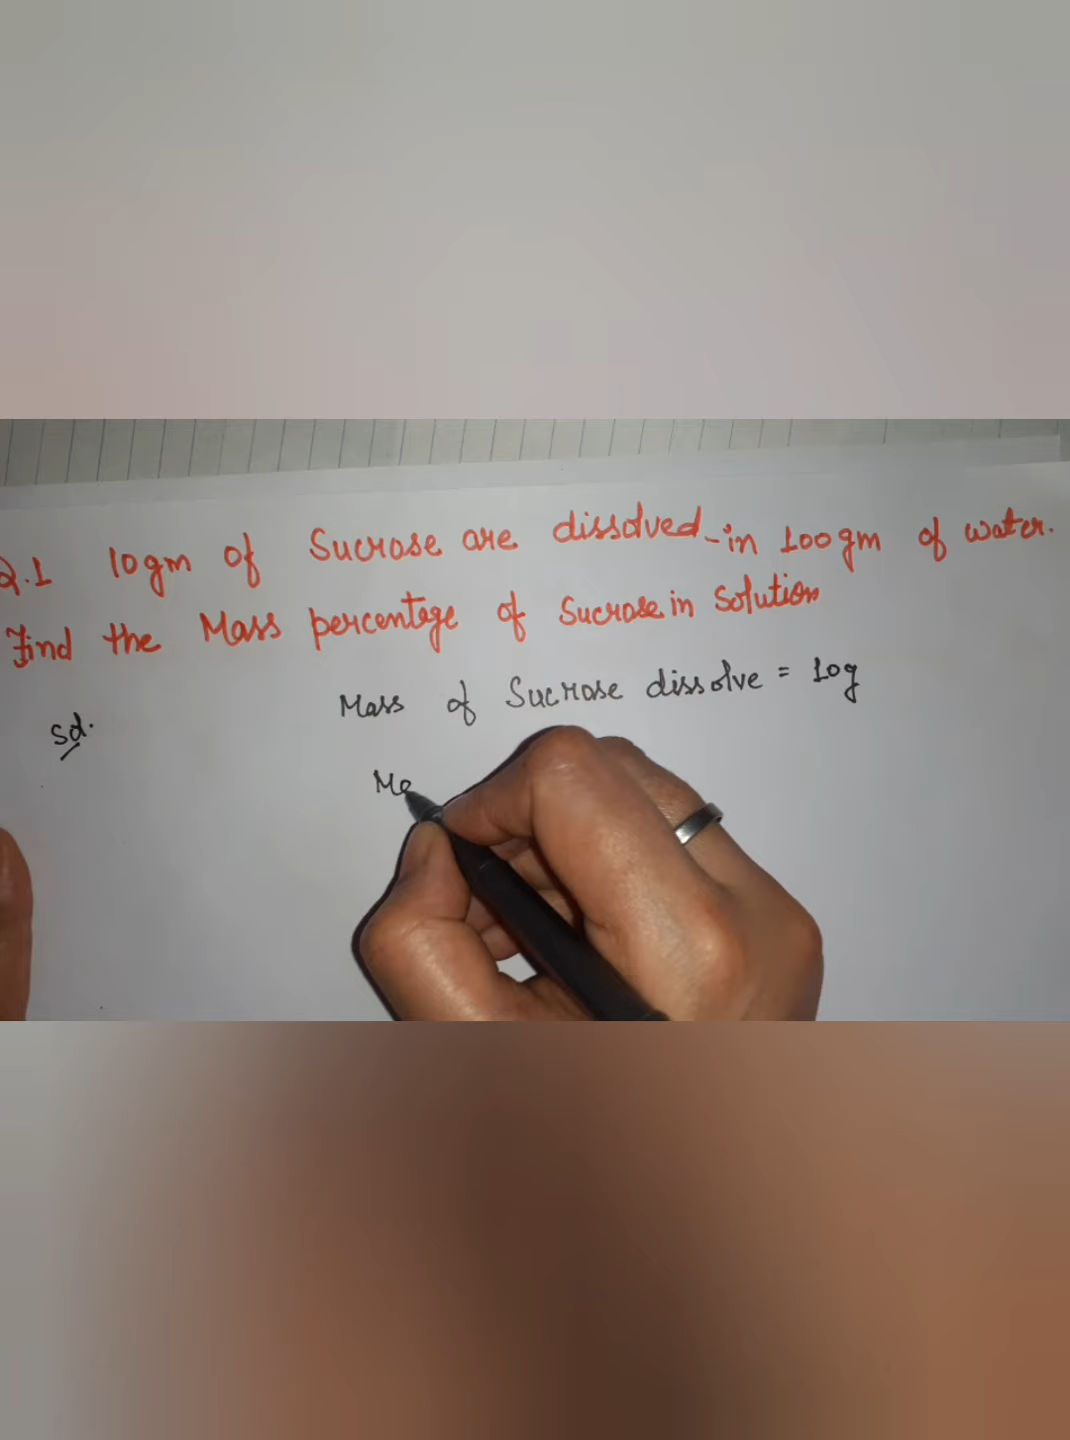 Q.1 10gm of Sucrose are dissolved in 100gm of water.
Find the Mass percentage of Sucrose in Solution
Mass of Sucrose dissolve = 10g
Sol.
Ma